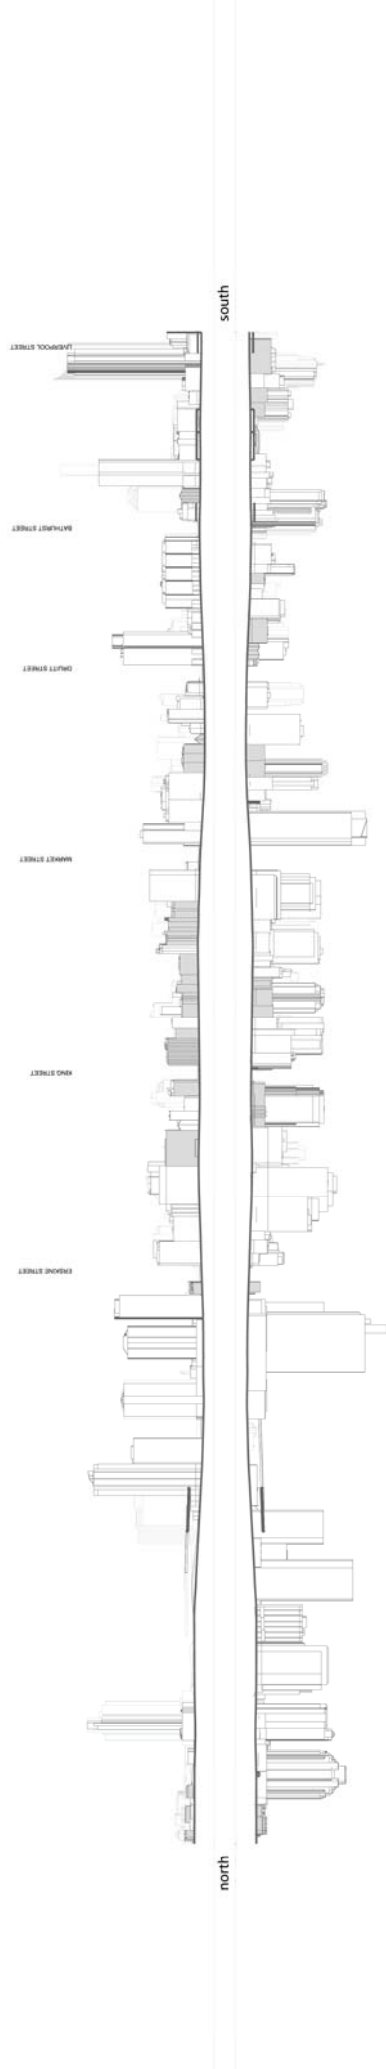 south
LIVERPOOL STREET
BATHURST STREET
DRUITT STREET
MARKET STREET
KING STREET
ERSKINE STREET
north